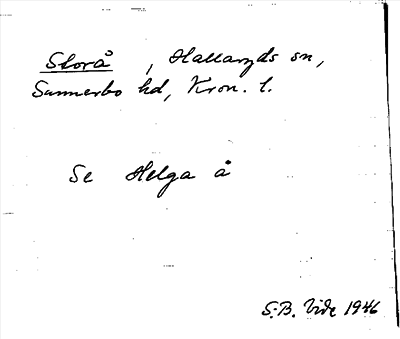 Storå, Hallaryds sn,
Sunnerbo hd, Kron. l.
Se Helga å
S.-B. Vide 1946